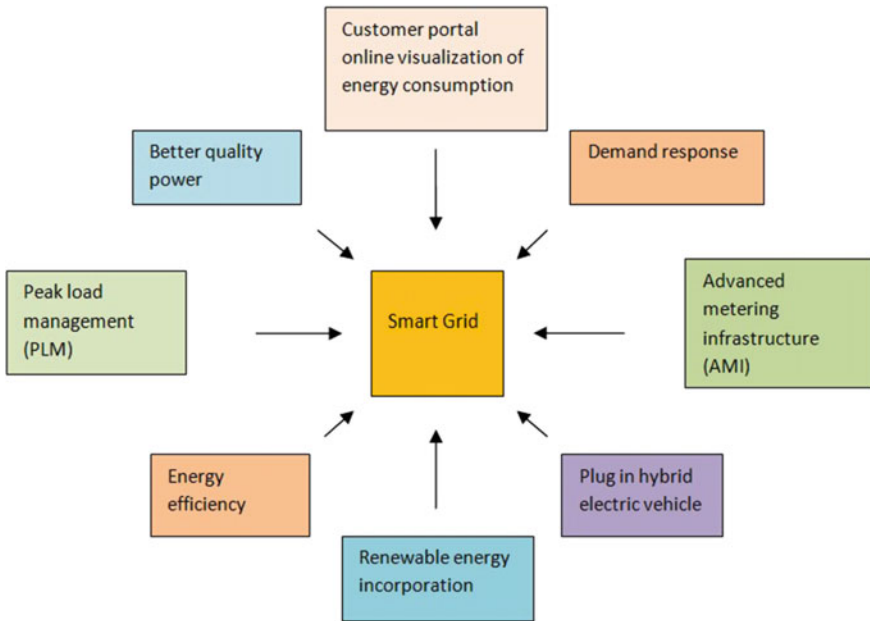 Customer portal
online visualization of
energy consumption
Better quality
power
Demand response
Peak load
management
(PLM)
Smart Grid
Advanced
metering
infrastructure
(AMI)
Energy
efficiency
Plug in hybrid
electric vehicle
Renewable energy
incorporation